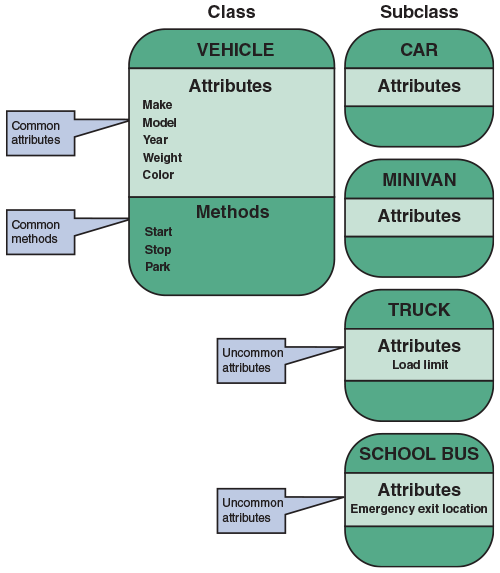 Class
VEHICLE
Attributes
Make
Model
Year
Weight
Color
Methods
Start
Stop
Park
Common
attributes
Common
methods
Subclass
CAR
Attributes
MINIVAN
Attributes
TRUCK
Attributes
Load limit
Uncommon
attributes
SCHOOL BUS
Attributes
Emergency exit location
Uncommon
attributes